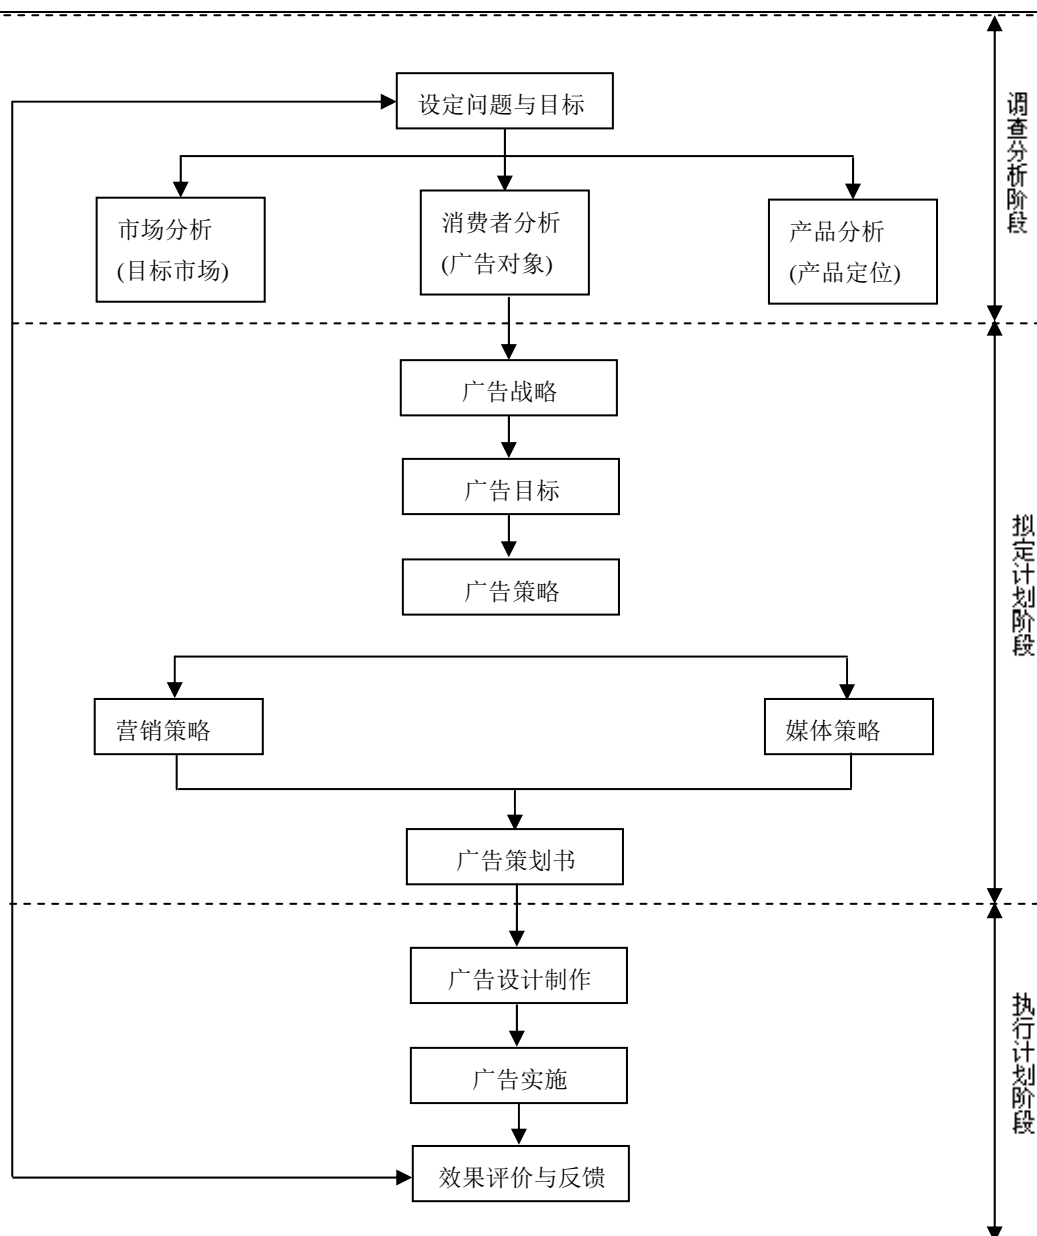 设定问题与目标
调查分析阶段
市场分析
(目标市场)
消费者分析
(广告对象)
产品分析
(产品定位)
广告战略
广告目标
广告策略
拟定计划阶段
营销策略
媒体策略
广告策划书
广告设计制作
执行计划阶段
广告实施
效果评价与反馈